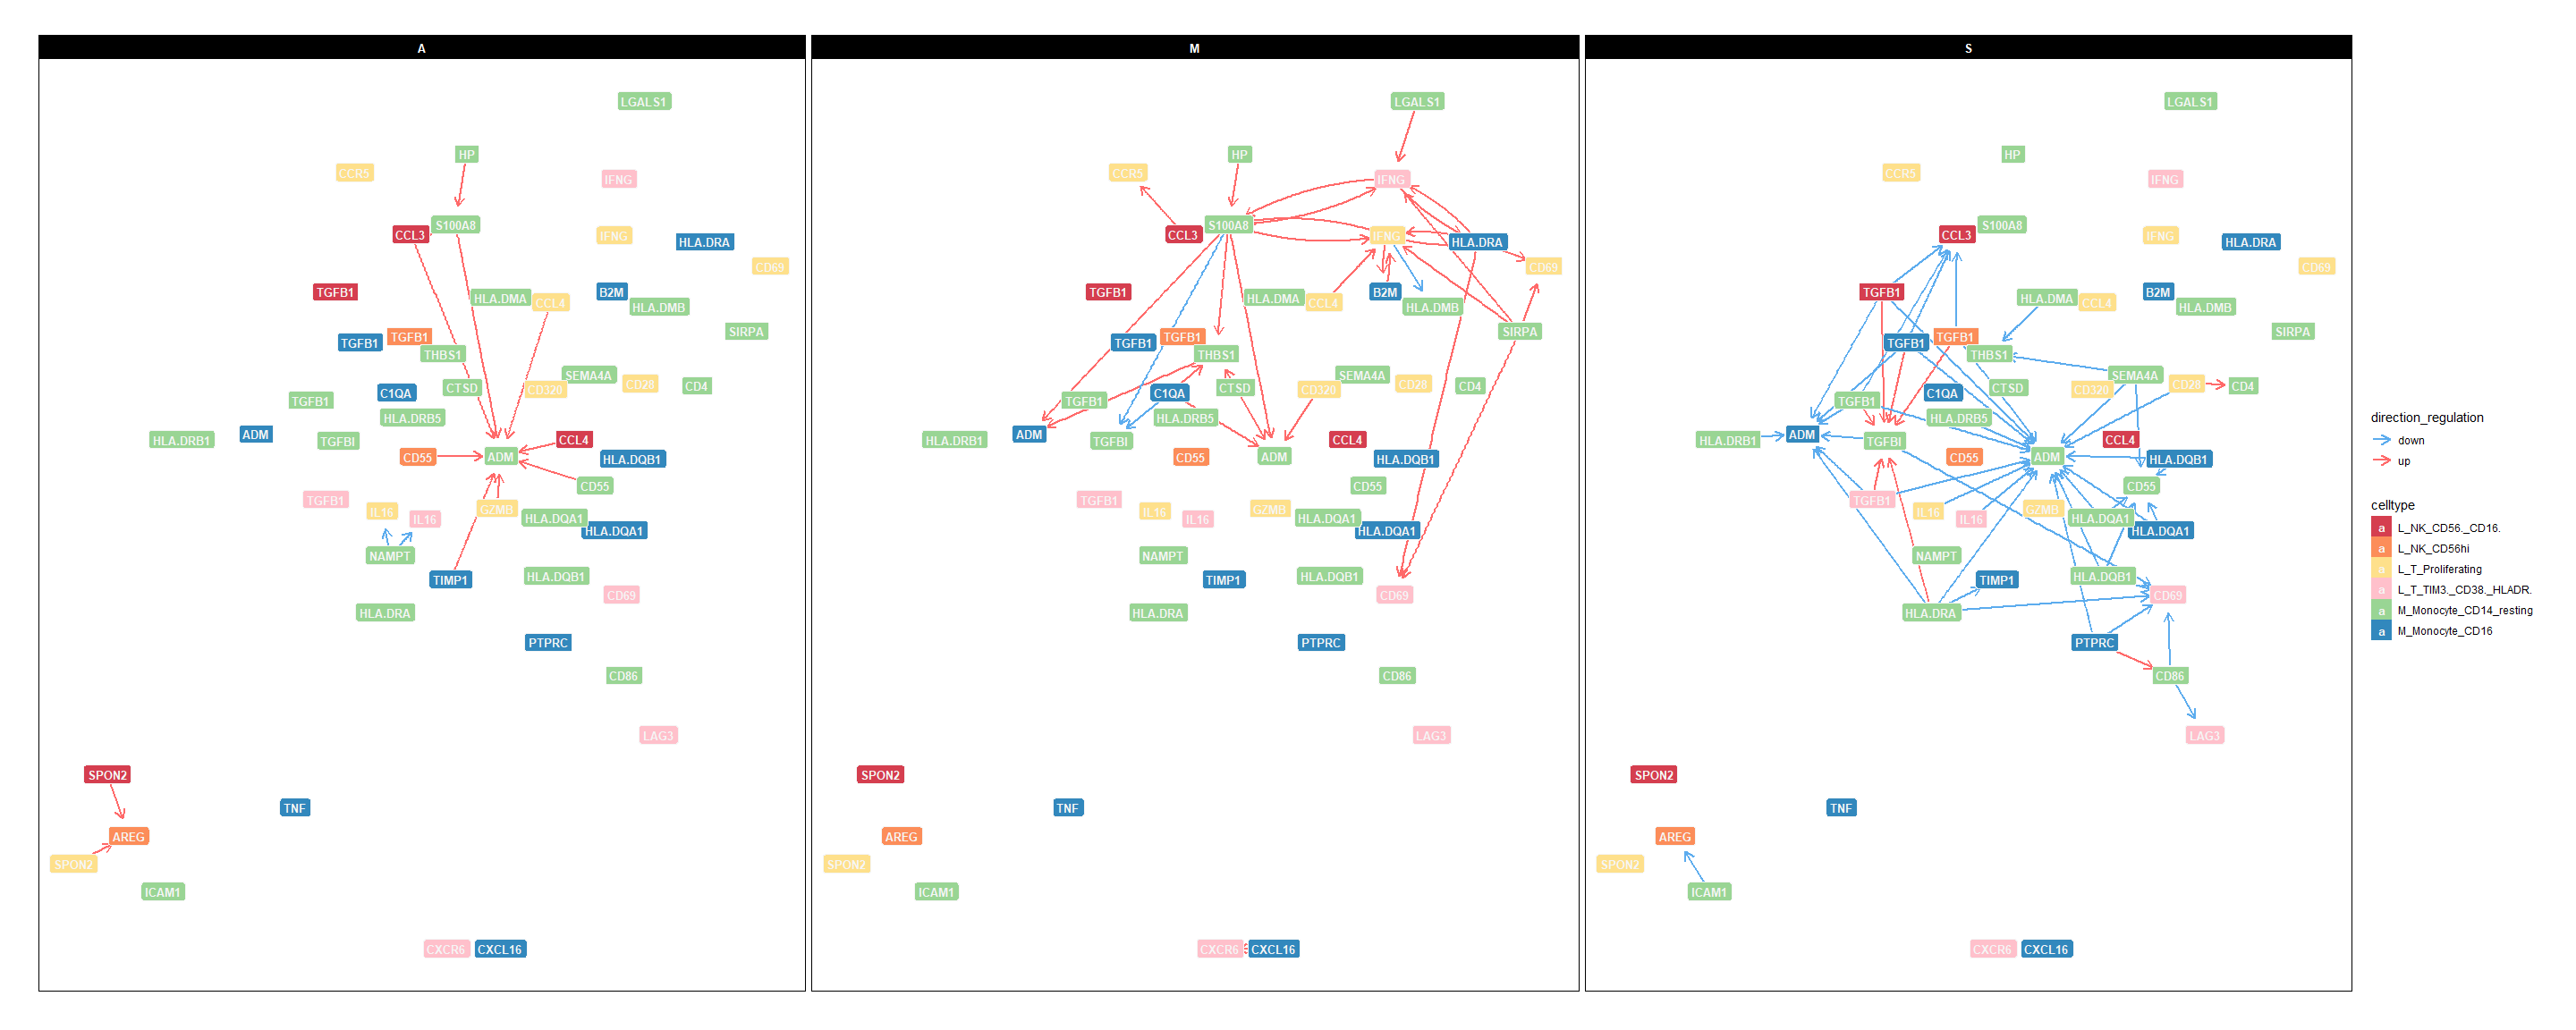 A
LGALS1
HP
CCR5
IFNG
S100A8
CCL3
IFNG
HLA.DRA
CD69
TGFB1
HLA.DMA
CCL4
B2M
HLA.DMB
SIRPA
TGFB1
TGFB1
THBS1
SEMA4A
CD28
CD4
CTSD
CD320
C1QA
TGFB1
HLA.DRB5
HLA.DRB1
ADM
TGFBI
CCL4
CD55
ADM
HLA.DQB1
CD55
TGFB1
IL16
IL16
GZMB
HLA.DQA1
HLA.DQA1
NAMPT
TIMP1
HLA.DQB1
CD69
HLA.DRA
PTPRC
CD86
LAG3
SPON2
TNF
AREG
SPON2
ICAM1
CXCR6
CXCL16
M
LGALS1
HP
CCR5
IFNG
S100A8
CCL3
IFNG
HLA.DRA
CD69
TGFB1
HLA.DMA
CCL4
B2M
HLA.DMB
SIRPA
TGFB1
TGFB1
THBS1
SEMA4A
CD28
CD4
CTSD
CD320
C1QA
TGFB1
HLA.DRB5
HLA.DRB1
ADM
TGFBI
CCL4
CD55
ADM
HLA.DQB1
CD55
TGFB1
IL16
IL16
GZMB
HLA.DQA1
HLA.DQA1
NAMPT
TIMP1
HLA.DQB1
CD69
HLA.DRA
PTPRC
CD86
LAG3
SPON2
TNF
AREG
SPON2
ICAM1
CXCR6
CXCL16
S
LGALS1
HP
CCR5
IFNG
S100A8
CCL3
IFNG
HLA.DRA
CD69
TGFB1
HLA.DMA
CCL4
B2M
HLA.DMB
SIRPA
TGFB1
TGFB1
THBS1
SEMA4A
CD28
CD4
CTSD
CD320
C1QA
TGFB1
HLA.DRB5
HLA.DRB1
ADM
TGFBI
CCL4
CD55
ADM
HLA.DQB1
CD55
TGFB1
IL16
IL16
GZMB
HLA.DQA1
HLA.DQA1
NAMPT
TIMP1
HLA.DQB1
CD69
HLA.DRA
PTPRC
CD86
LAG3
SPON2
TNF
AREG
SPON2
ICAM1
CXCR6
CXCL16
direction_regulation
down
up
celltype
a L_NK_CD56._CD16.
a L_NK_CD56hi
a L_T_Proliferating
a L_T_TIM3._CD38._HLADR.
a M_Monocyte_CD14_resting
a M_Monocyte_CD16